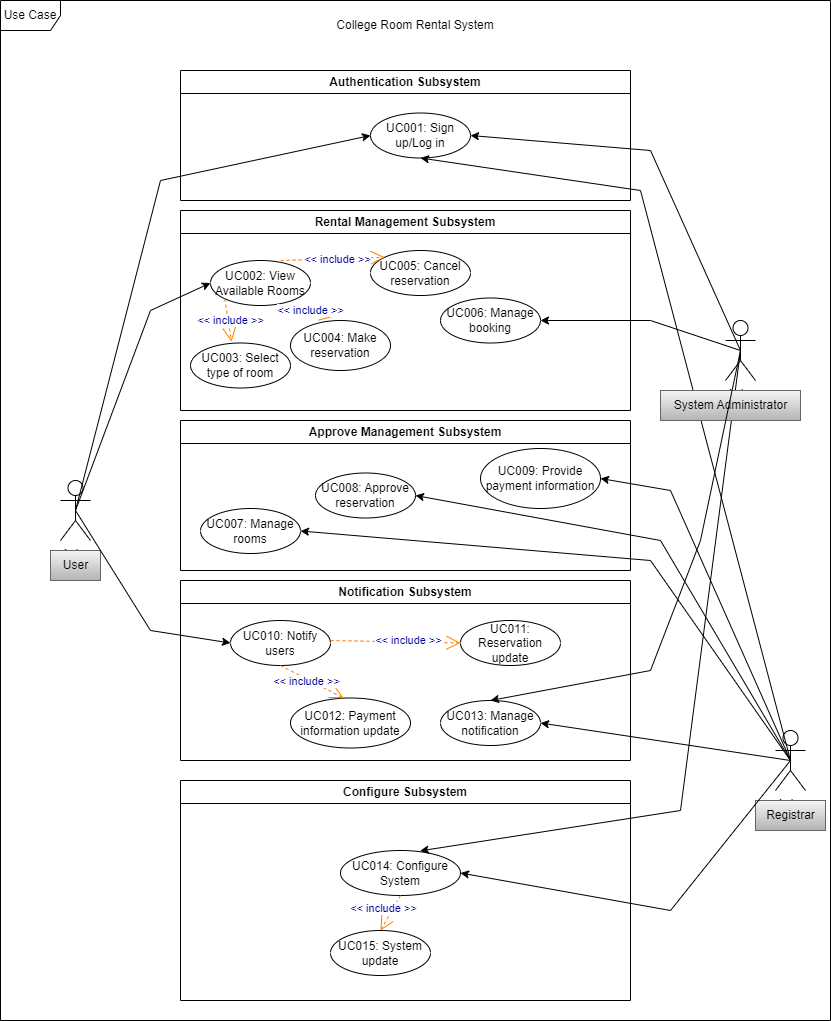 Use Case
College Room Rental System
Authentication Subsystem
UC001: Sign
up/Log in
Rental Management Subsystem
<< include >>
UC002: View
Available Rooms
UC005: Cancel
reservation
<< include >>
<< include >>
UC006: Manage
booking
UC004: Make
reservation
UC003: Select
type of room
System Administrator
Approve Management Subsystem
UC009: Provide
payment information
UC008: Approve
reservation
UC007: Manage
rooms
User
Notification Subsystem
UC010: Notify
users
<< include >>
UC011:
Reservation
update
<< include >>
UC012: Payment
information update
UC013: Manage
notification
Configure Subsystem
Registrar
UC014: Configure
System
<< include >>
UC015: System
update